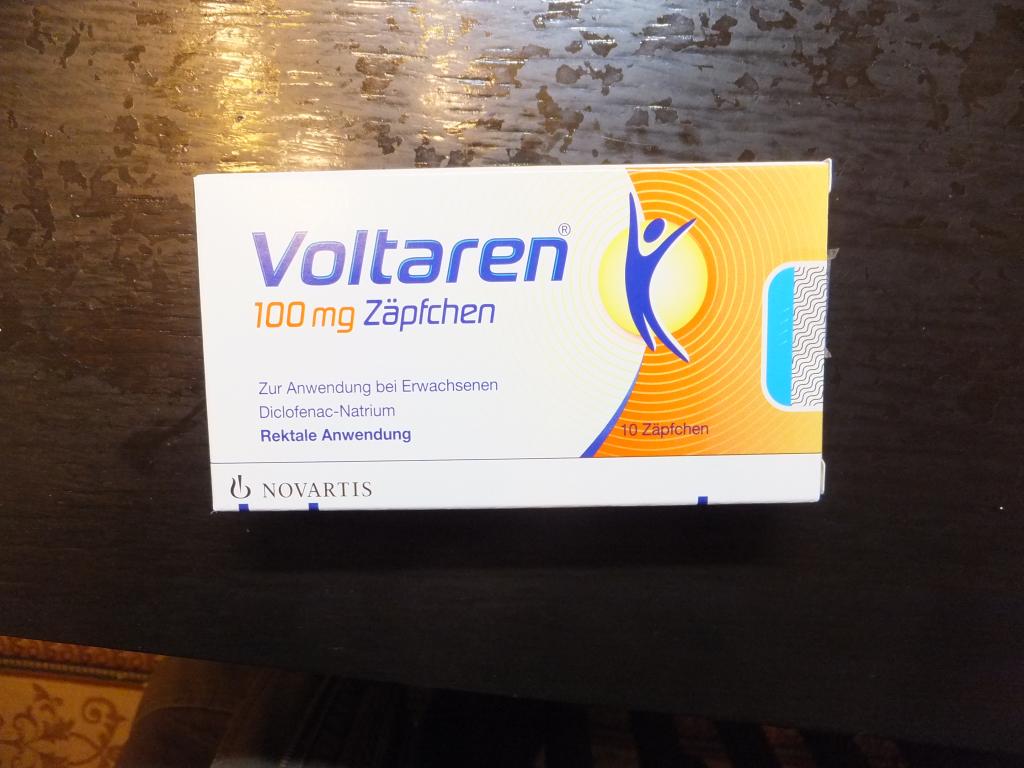 Voltaren®
100 mg Zäpfchen
Zur Anwendung bei Erwachsenen
Diclofenac-Natrium
Rektale Anwendung
10 Zäpfchen
NOVARTIS